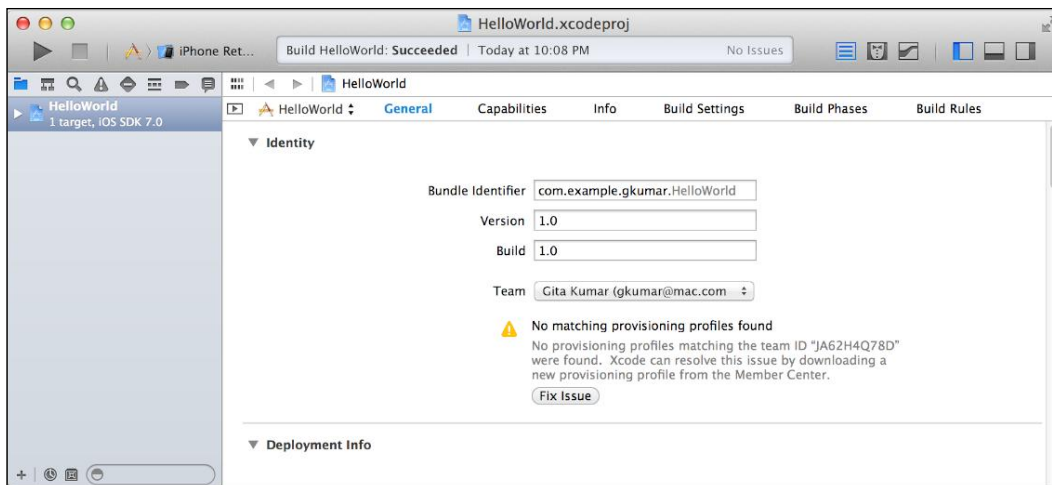 HelloWorld.xcodeproj
iPhone Ret...
Build HelloWorld: Succeeded | Today at 10:08 PM
No Issues
HelloWorld
HelloWorld
1 target, iOS SDK 7.0
HelloWorld
General
Capabilities
Info
Build Settings
Build Phases
Build Rules
Identity
Bundle Identifier
com.example.gkumar.HelloWorld
Version
1.0
Build
1.0
Team
Gita Kumar (gkumar@mac.com
No matching provisioning profiles found
No provisioning profiles matching the team ID “JA62H4Q78D”
were found. Xcode can resolve this issue by downloading a
new provisioning profile from the Member Center.
Fix Issue
Deployment Info